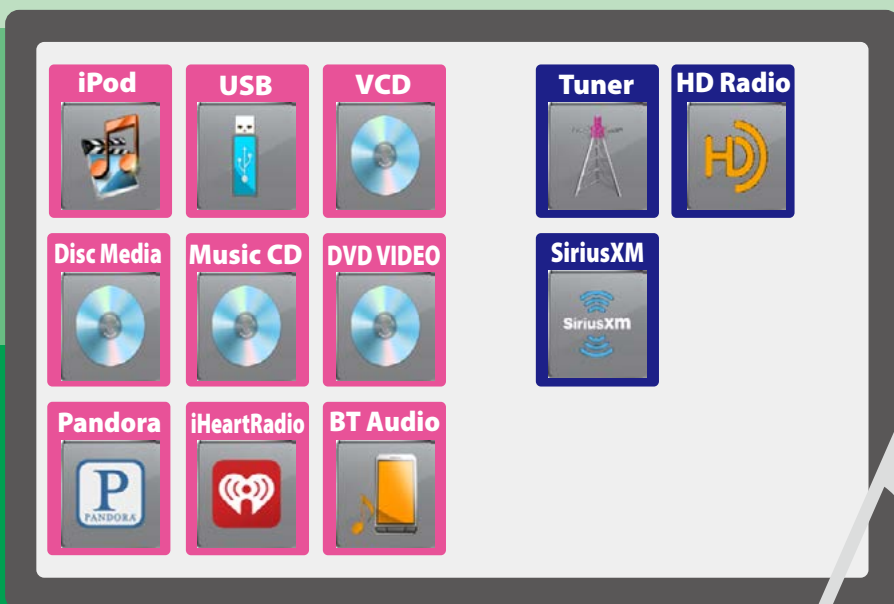 iPod USB VCD Tuner HD Radio
HD
Disc Media Music CD DVD VIDEO SiriusXM
SiriusXM
Pandora iHeartRadio BT Audio
P
PANDORA